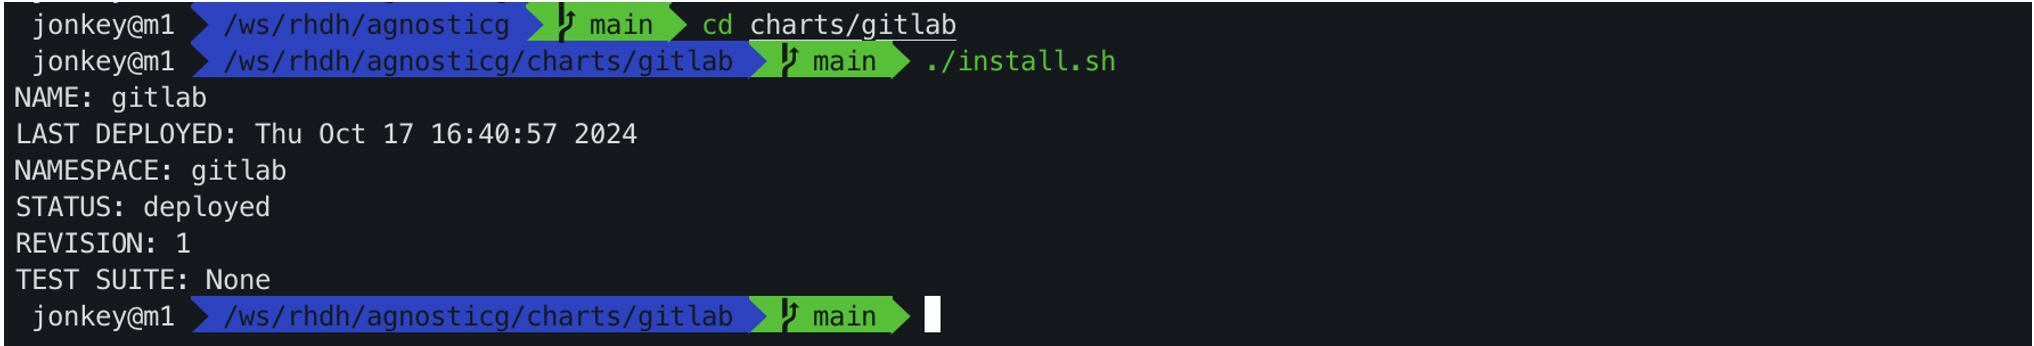 jonkey@m1 /ws/rhdh/agnosticg main cd charts/gitlab
jonkey@m1 /ws/rhdh/agnosticg/charts/gitlab main ./install.sh
NAME: gitlab
LAST DEPLOYED: Thu Oct 17 16:40:57 2024
NAMESPACE: gitlab
STATUS: deployed
REVISION: 1
TEST SUITE: None
jonkey@m1 /ws/rhdh/agnosticg/charts/gitlab main